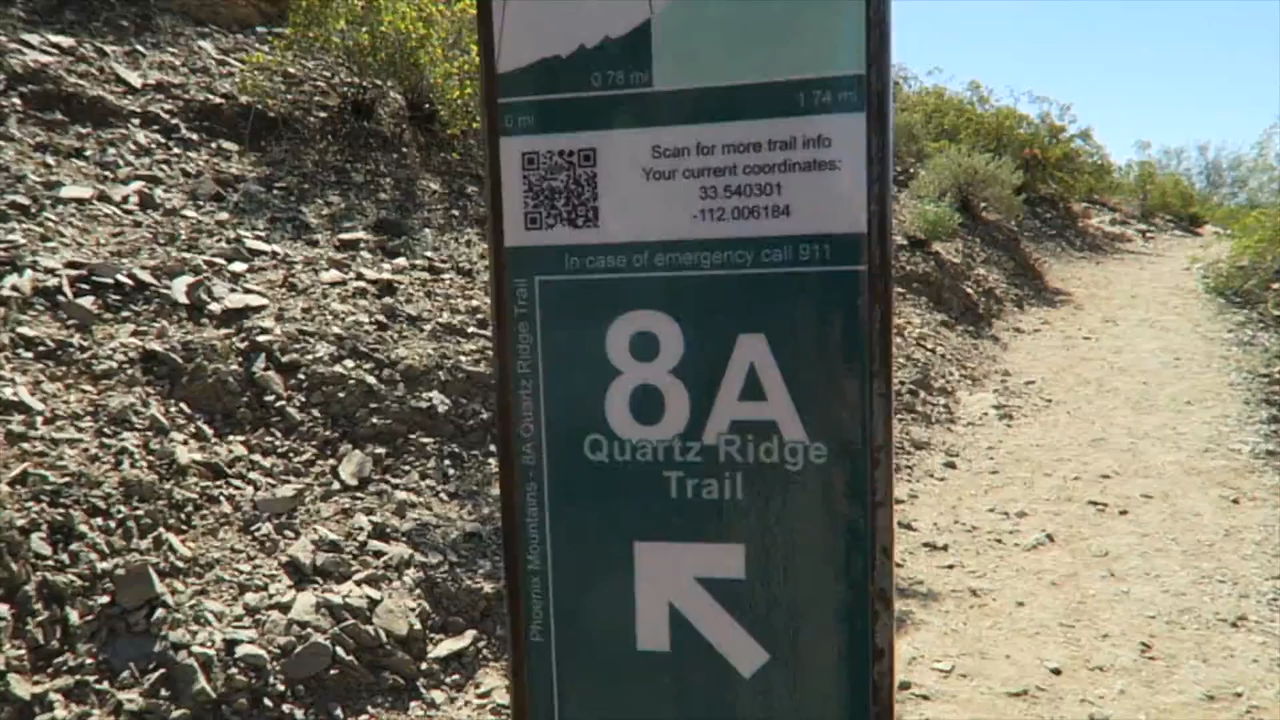 0.78 mi
1.74 mi
0 mi
Scan for more trail info
Your current coordinates:
33.540301
-112.006184
In case of emergency call 911
Phoenix Mountains - 8A Quartz Ridge Trail
8A
Quartz Ridge
Trail